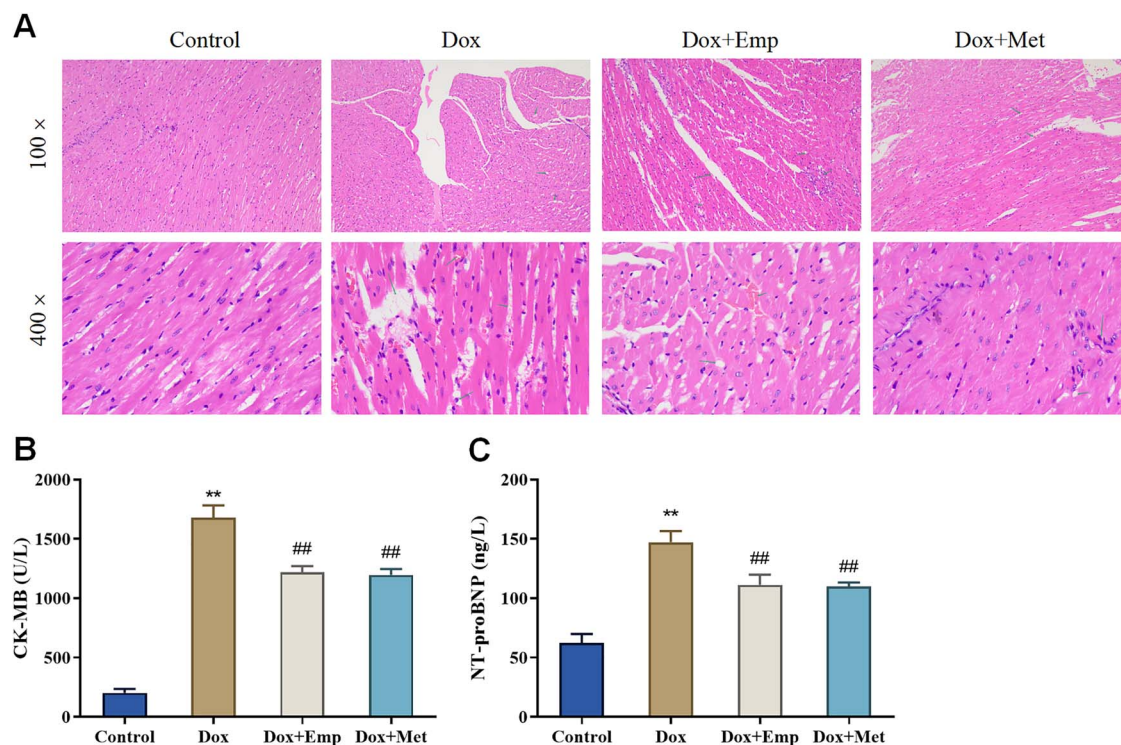 A
Control Dox Dox+Emp Dox+Met
100 ×
400 ×
B
CK-MB (U/L)
2000
1500
1000
500
0
**
##
##
Control Dox Dox+Emp Dox+Met
C
NT-proBNP (ng/L)
200
150
100
50
0
**
##
##
Control Dox Dox+Emp Dox+Met